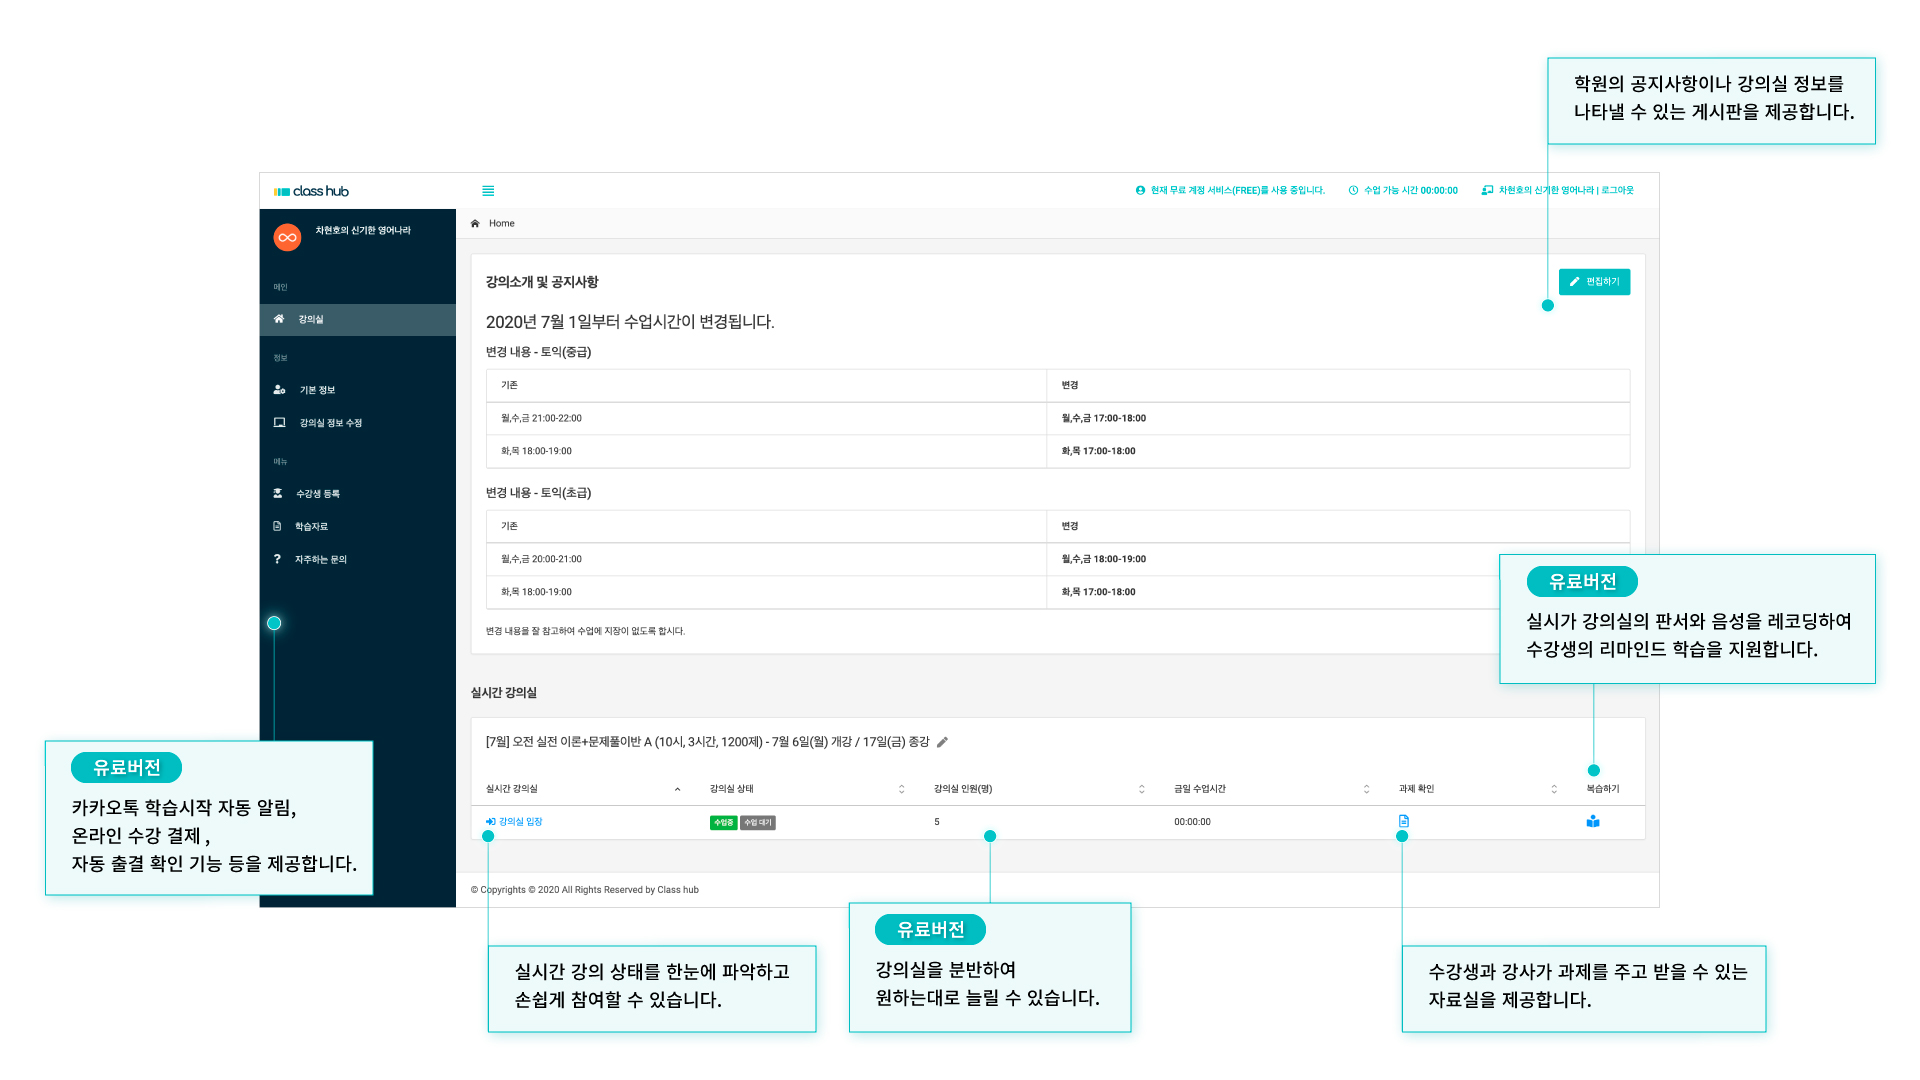 학원의 공지사항이나 강의실 정보를
나타낼 수 있는 게시판을 제공합니다.
class hub
현재 무료 계정 서비스(FREE)를 사용 중입니다.
수업 가능 시간 00:00:00
차현호의 신기한 영어나라 | 로그아웃
차현호의 신기한 영어나라
메인
강의실
정보
기본 정보
강의실 정보 수정
메뉴
수강생 등록
학습자료
자주하는 문의
Home
강의소개 및 공지사항
편집하기
2020년 7월 1일부터 수업시간이 변경됩니다.
변경 내용 - 토익(중급)
기존 변경
월,수,금 21:00-22:00 월,수,금 17:00-18:00
화,목 18:00-19:00 화,목 17:00-18:00
변경 내용 - 토익(초급)
기존 변경
월,수,금 20:00-21:00 월,수,금 18:00-19:00
화,목 18:00-19:00 화,목 17:00-18:00
변경 내용을 잘 참고하여 수업에 지장이 없도록 합시다.
유료버전
실시가 강의실의 판서와 음성을 레코딩하여
수강생의 리마인드 학습을 지원합니다.
실시간 강의실
[7월] 오전 실전 이론+문제풀이반 A (10시, 3시간, 1200제) - 7월 6일(월) 개강 / 17일(금) 종강
실시간 강의실 강의실 상태 강의실 인원(명) 금일 수업시간 과제 확인 복습하기
강의실 입장 수업중 수업 대기 5 00:00:00
© Copyrights © 2020 All Rights Reserved by Class hub
유료버전
카카오톡 학습시작 자동 알림,
온라인 수강 결제 ,
자동 출결 확인 기능 등을 제공합니다.
실시간 강의 상태를 한눈에 파악하고
손쉽게 참여할 수 있습니다.
유료버전
강의실을 분반하여
원하는대로 늘릴 수 있습니다.
수강생과 강사가 과제를 주고 받을 수 있는
자료실을 제공합니다.